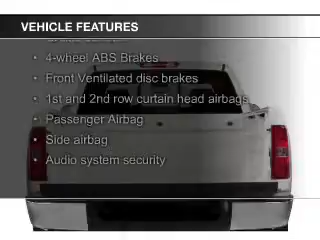 VEHICLE FEATURES
• 4-wheel ABS Brakes
• Front Ventilated disc brakes
• 1st and 2nd row curtain head airbags
• Passenger Airbag
• Side airbag
• Audio system security